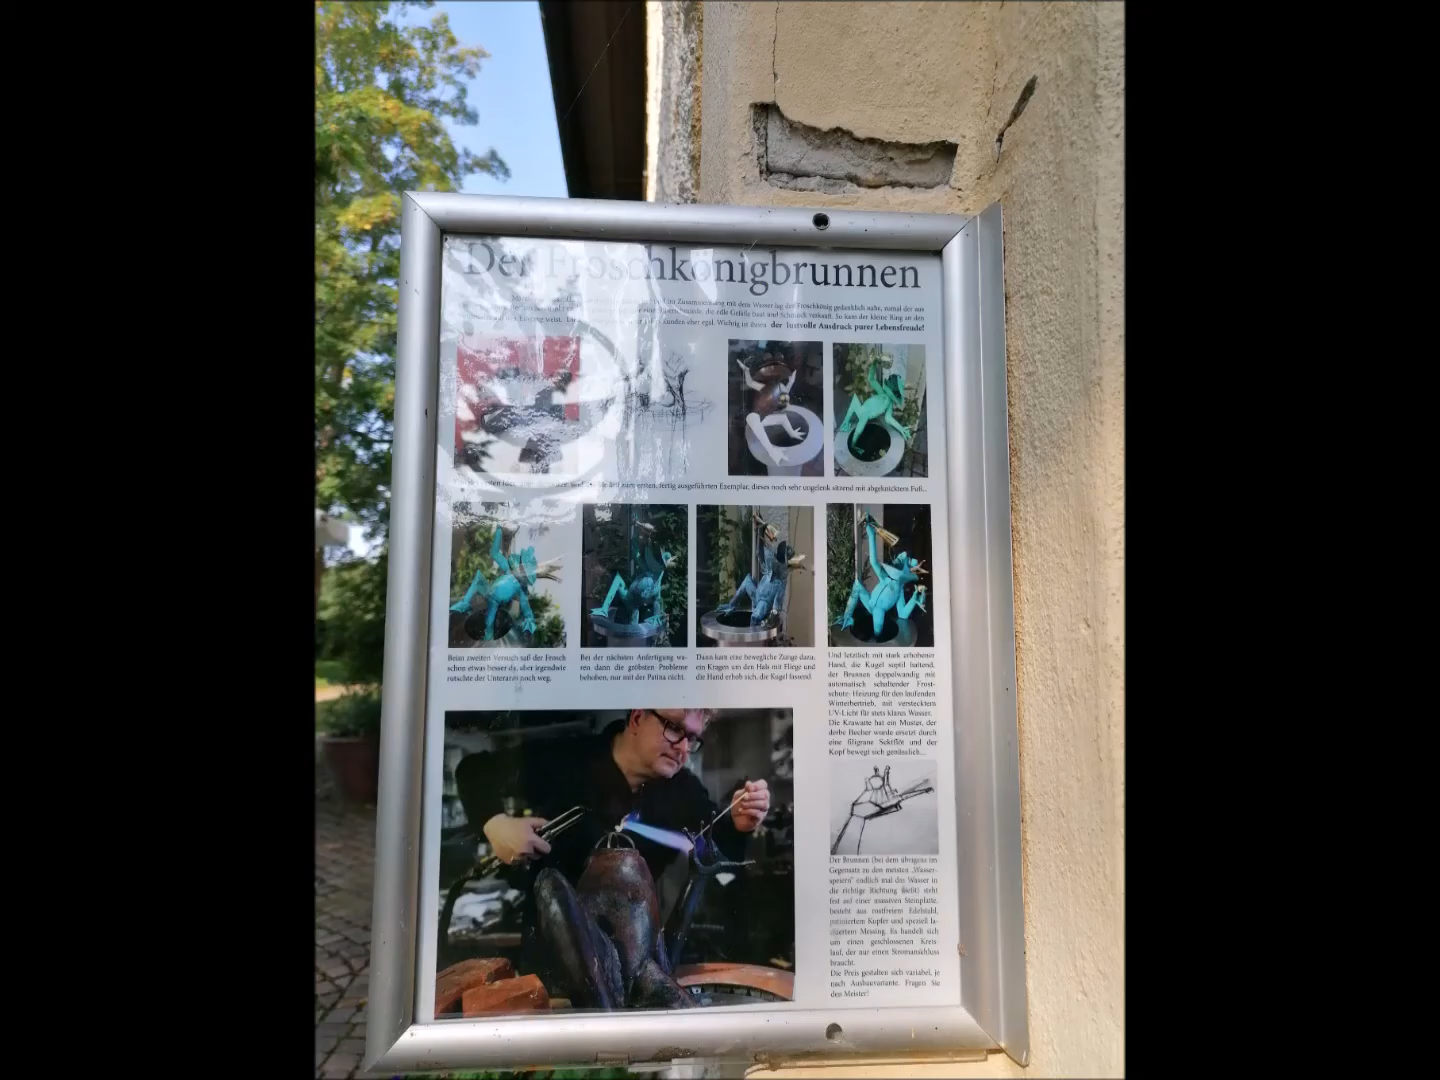 Der Froschkönigbrunnen
im Zusammenhang mit dem Wasser lag der Froschkönig gedanklich nahe, zumal der aus
die edle Gefäße baut und Schmuck verkauft. So kam der kleine Ring an den
eher egal. Wichtig ist ihnen der lustvolle Ausdruck purer Lebensfreude!
zum ersten, fertig ausgeführten Exemplar, dieses noch sehr ungelenk sitzend mit abgeknicktem Fuß...
Beim zweiten Versuch saß der Frosch
schon etwas besser da, aber irgendwie
rutschte der Unterarm noch weg.
Bei der nächsten Anfertigung wa-
ren dann die gröbsten Probleme
behoben, nur mit der Patina nicht.
Dann kam eine bewegliche Zunge dazu,
ein Kragen um den Hals mit Fliege und
die Hand erhob sich, die Kugel fassend.
Und letztlich mit stark erhobener
Hand, die Kugel suptil haltend,
der Brunnen doppelwandig mit
automatisch schaltender Frost-
schutz-Heizung für den laufenden
Winterbetrieb, mit verstecktem
UV-Licht für stets klares Wasser.
Die Krawatte hat ein Muster, der
derbe Becher wurde ersetzt durch
eine filigrane Sektflöt und der
Kopf bewegt sich genüsslich...
Der Brunnen (bei dem übrigens im
Gegensatz zu den meisten „Wasser-
speiern" endlich mal das Wasser in
die richtige Richtung fließt) steht
fest auf einer massiven Steinplatte,
besteht aus rostfreiem Edelstahl,
patiniertem Kupfer und speziell la-
ckiertem Messing. Es handelt sich
um einen geschlossenen Kreis-
lauf, der nur einen Stromanschluss
braucht.
Die Preis gestalten sich variabel, je
nach Ausbauvariante. Fragen Sie
den Meister!